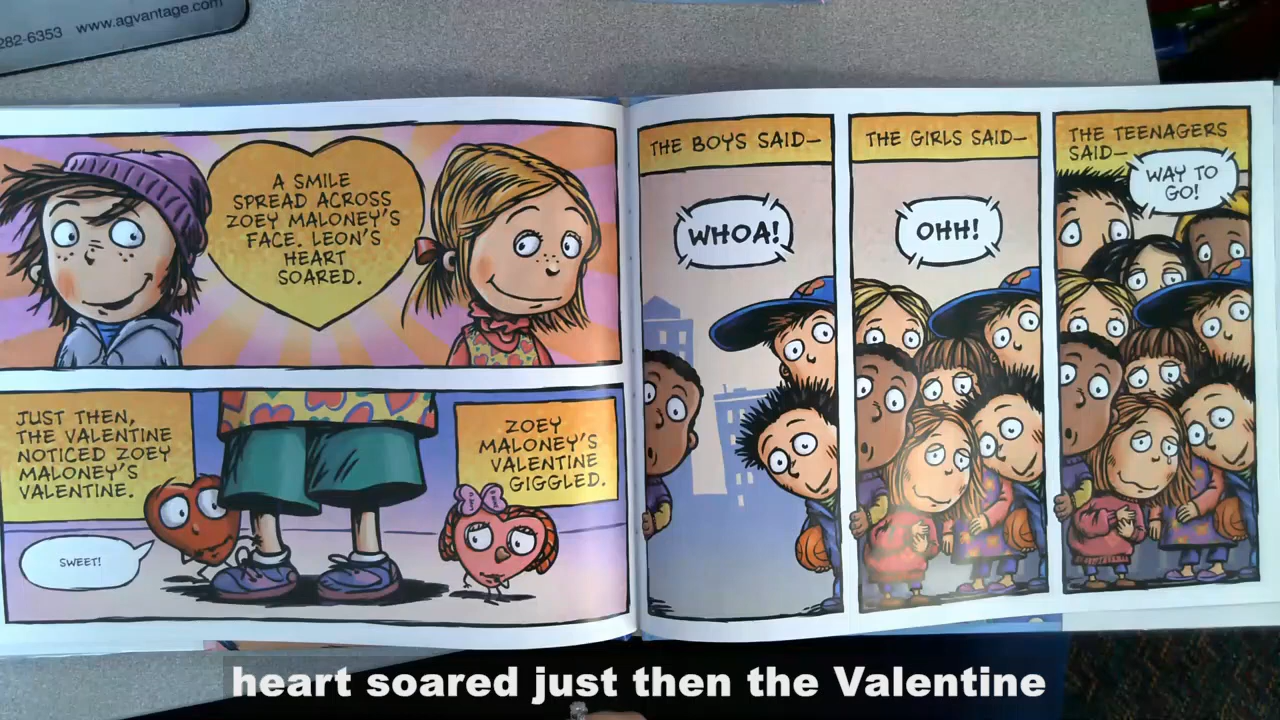 282-6353 www.agvantage.com
A SMILE
SPREAD ACROSS
ZOEY MALONEY'S
FACE. LEON'S
HEART
SOARED.
JUST THEN,
THE VALENTINE
NOTICED ZOEY
MALONEY'S
VALENTINE.
SWEET!
ZOEY
MALONEY'S
VALENTINE
GIGGLED.
THE BOYS SAID—
WHOA!
THE GIRLS SAID—
OHH!
THE TEENAGERS
SAID—
WAY TO
GO!
heart soared just then the Valentine